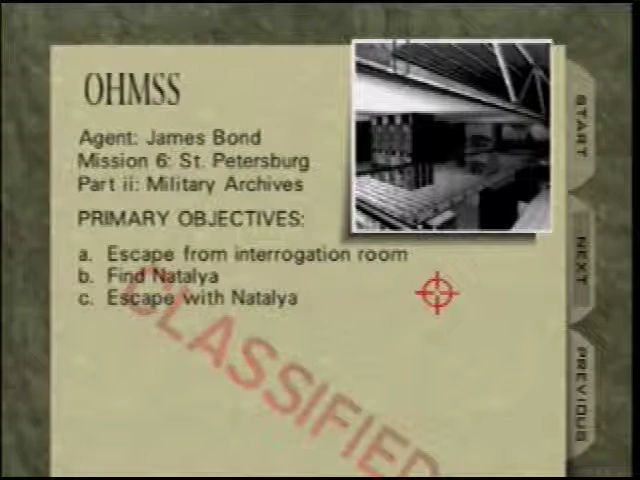 OHMSS
Agent: James Bond
Mission 6: St. Petersburg
Part ii: Military Archives
PRIMARY OBJECTIVES:
a. Escape from interrogation room
b. Find Natalya
c. Escape with Natalya
CLASSIFIED
START
NEXT
PREVIOUS